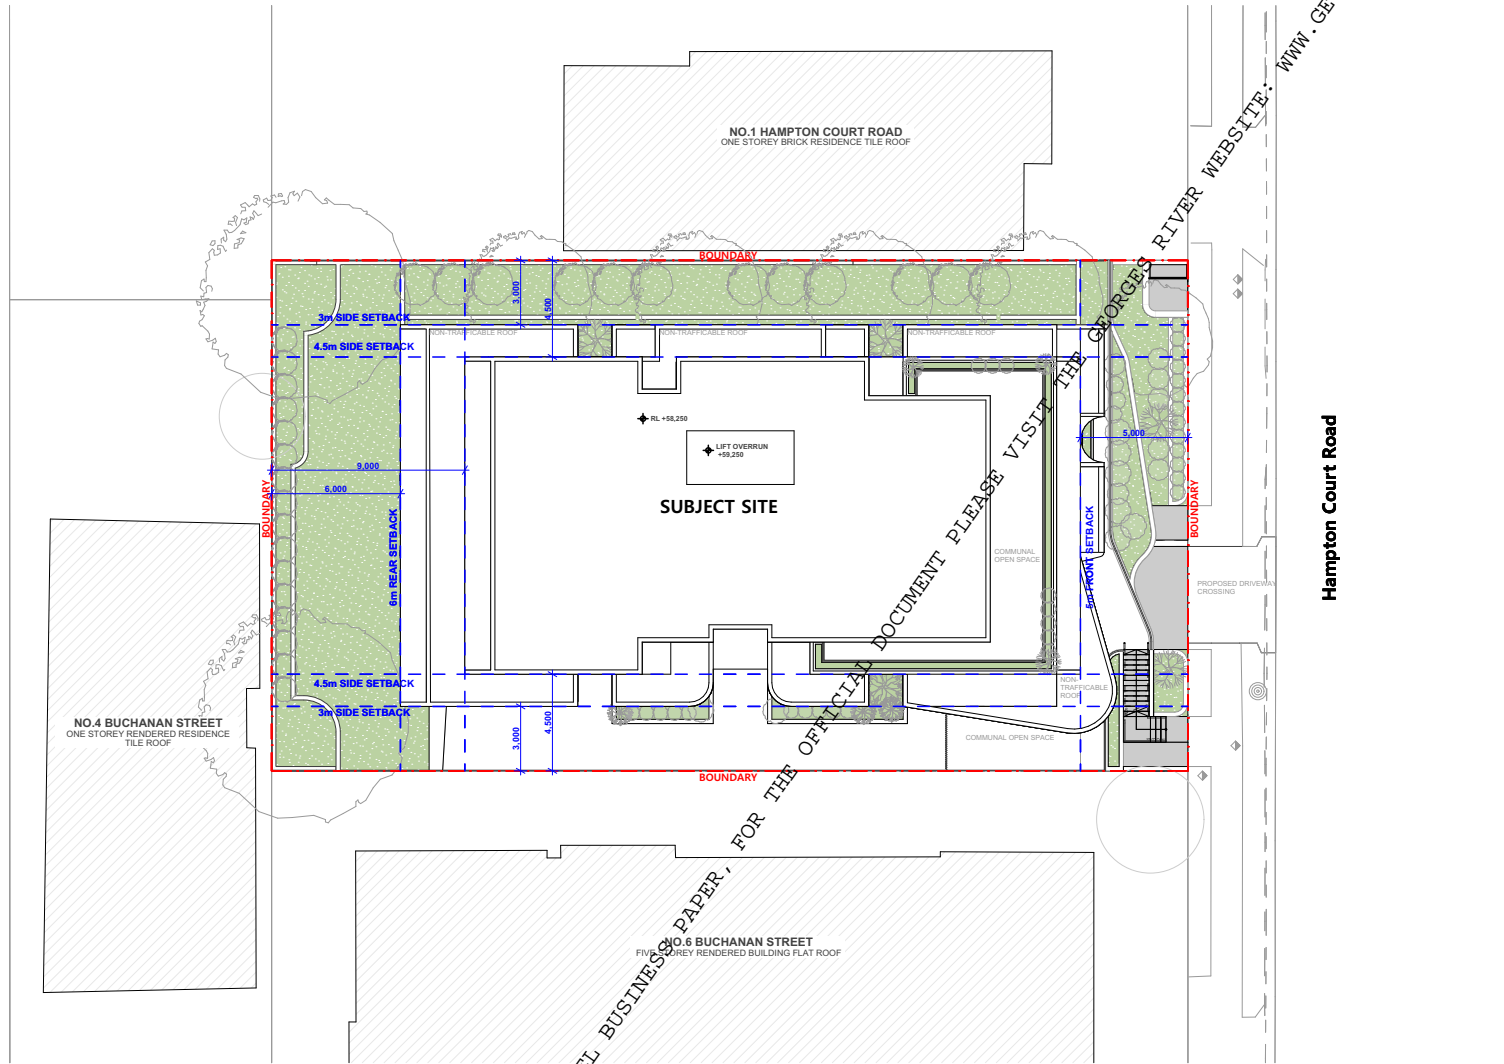 NO.1 HAMPTON COURT ROAD
ONE STOREY BRICK RESIDENCE TILE ROOF
BOUNDARY
3,000
4,500
3m SIDE SETBACK
NON-TRAFFICABLE ROOF
NON-TRAFFICABLE ROOF
NON-TRAFFICABLE ROOF
4.5m SIDE SETBACK
RL +58,250
LIFT OVERRUN
+59,250
5,000
9,000
6,000
SUBJECT SITE
BOUNDARY
BOUNDARY
6m REAR SETBACK
5m FRONT SETBACK
COMMUNAL
OPEN SPACE
PROPOSED DRIVEWAY
CROSSING
Hampton Court Road
4.5m SIDE SETBACK
3m SIDE SETBACK
NON-
TRAFFICABLE
ROOF
3,000
4,500
COMMUNAL OPEN SPACE
BOUNDARY
NO.4 BUCHANAN STREET
ONE STOREY RENDERED RESIDENCE
TILE ROOF
NO.6 BUCHANAN STREET
FIVE STOREY RENDERED BUILDING FLAT ROOF
EL BUSINESS PAPER, FOR THE OFFICIAL DOCUMENT PLEASE VISIT THE GEORGES RIVER WEBSITE: WWW.GE